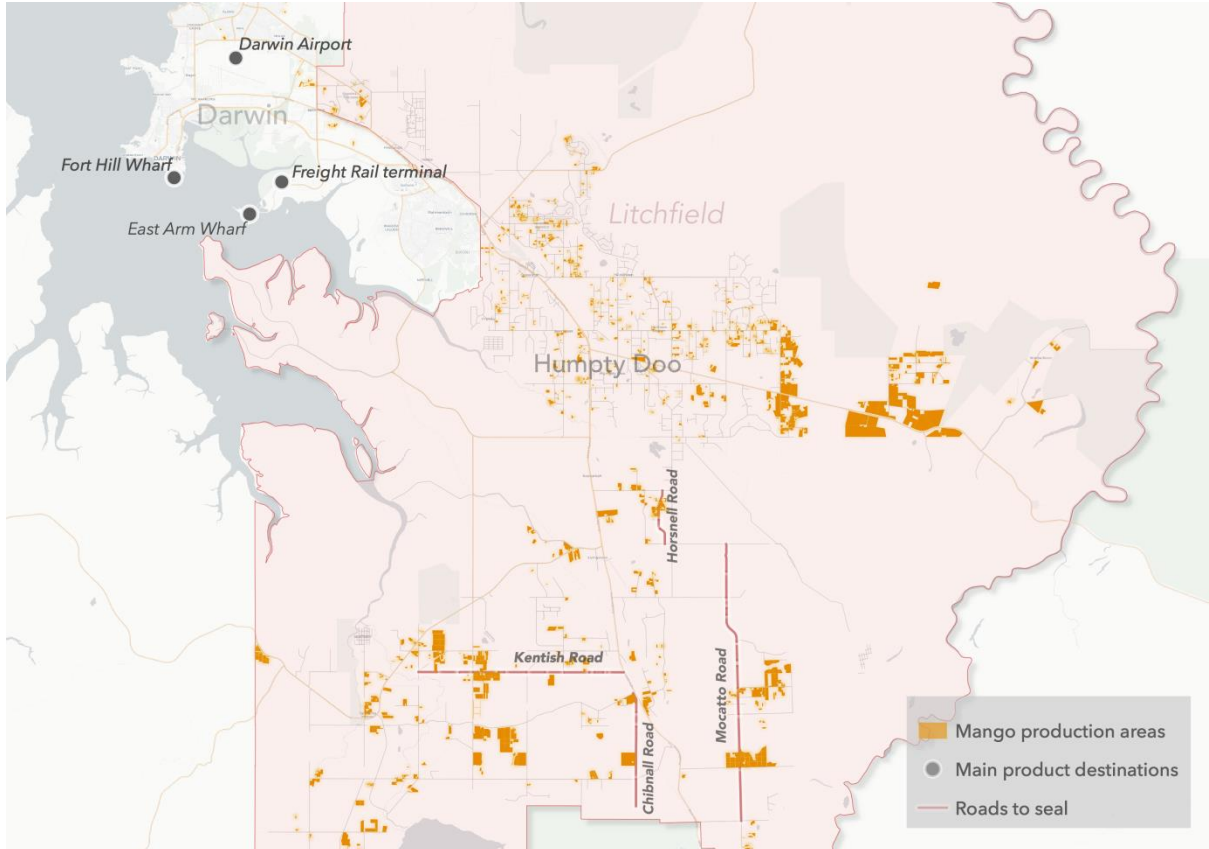 Darwin Airport
Darwin
Fort Hill Wharf
Freight Rail terminal
East Arm Wharf
Litchfield
Humpty Doo
Horsnell Road
Kentish Road
Mocatto Road
Chibnall Road
Mango production areas
Main product destinations
Roads to seal